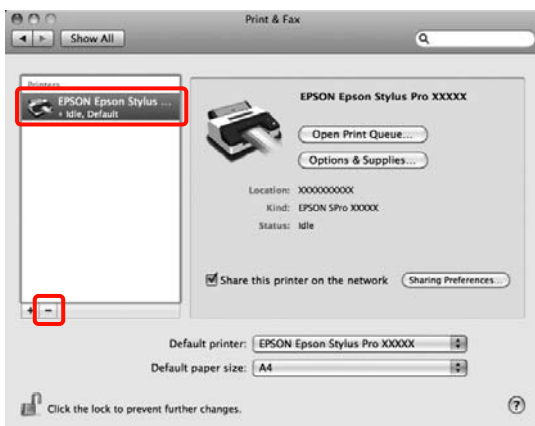 Print & Fax
Show All
Printers
EPSON Epson Stylus ...
• Idle, Default
EPSON Epson Stylus Pro XXXXX
Open Print Queue...
Options & Supplies...
Location: XXXXXXXXXX
Kind: EPSON SPro XXXXX
Status: Idle
Share this printer on the network
Sharing Preferences...
+ −
Default printer: EPSON Epson Stylus Pro XXXXX
Default paper size: A4
Click the lock to prevent further changes.
?